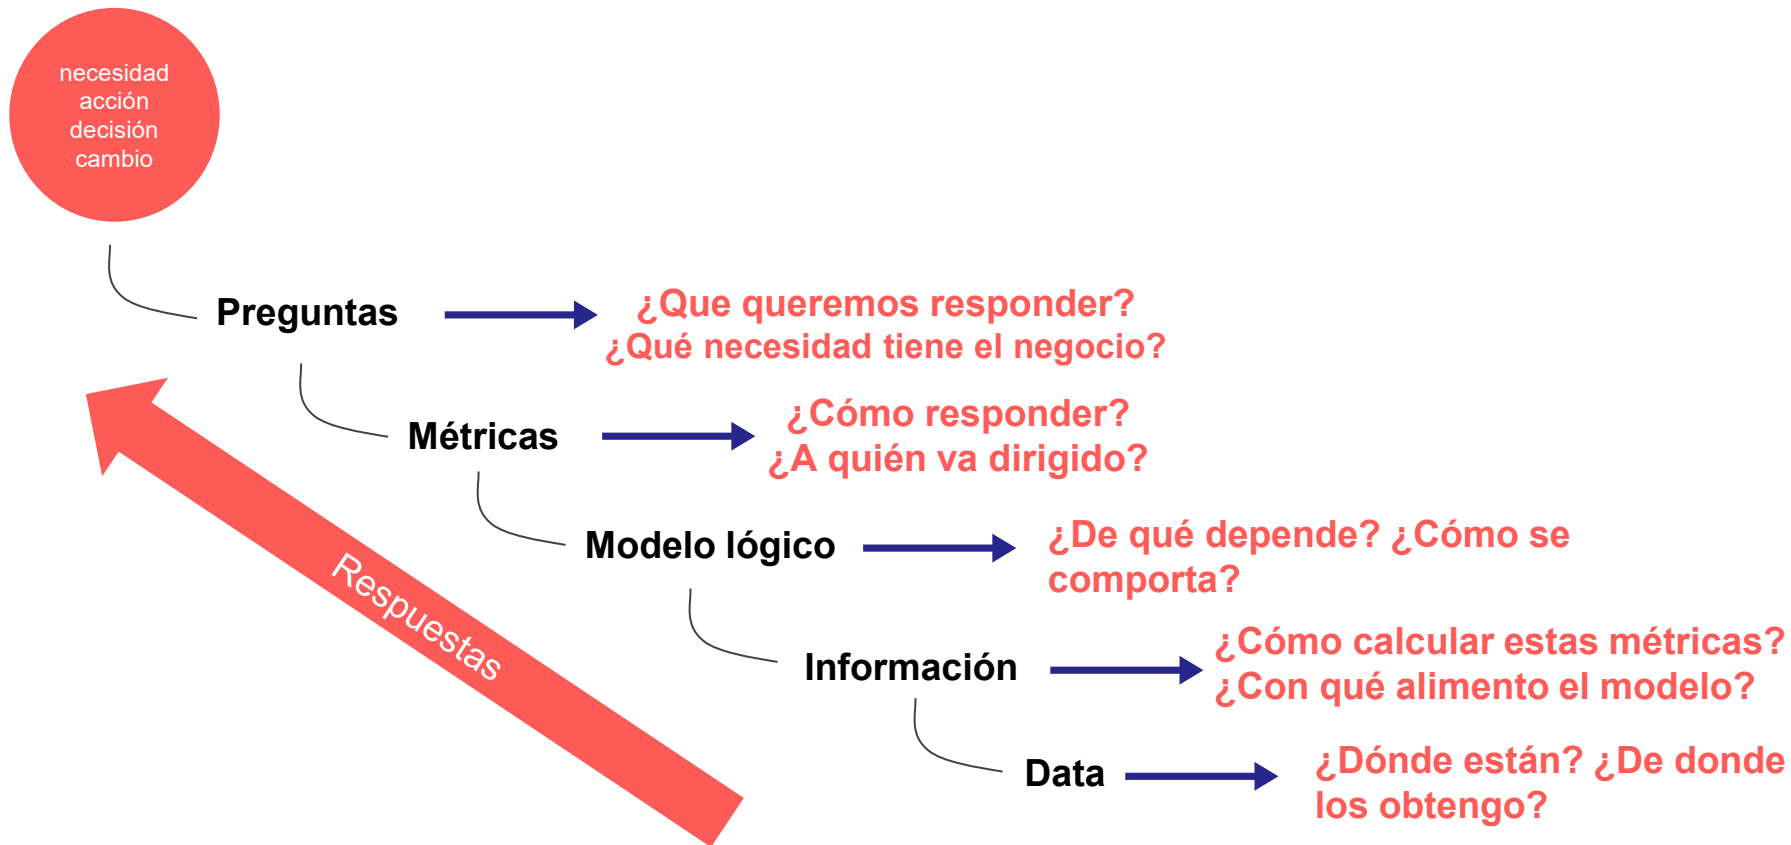 necesidad
acción
decisión
cambio
Preguntas
¿Que queremos responder?
¿Qué necesidad tiene el negocio?
Métricas
¿Cómo responder?
¿A quién va dirigido?
Modelo lógico
¿De qué depende? ¿Cómo se
comporta?
Información
¿Cómo calcular estas métricas?
¿Con qué alimento el modelo?
Data
¿Dónde están? ¿De donde
los obtengo?
Respuestas